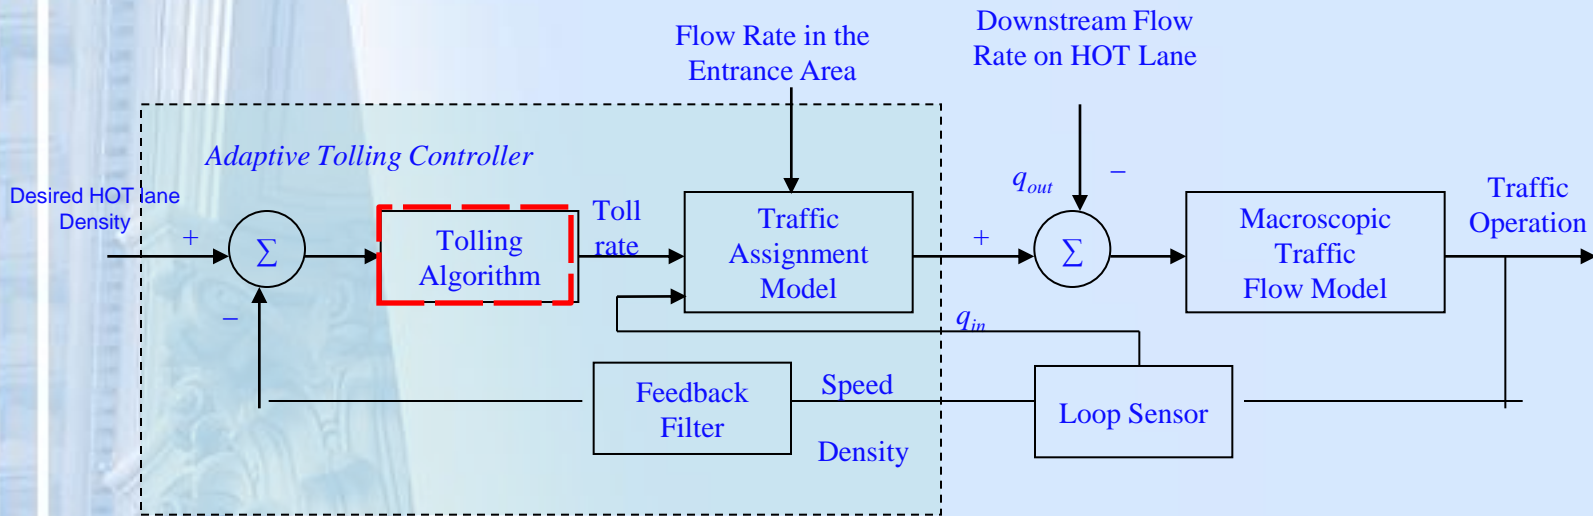 Flow Rate in the
Entrance Area
Downstream Flow
Rate on HOT Lane
Adaptive Tolling Controller
Desired HOT lane
Density
+
−
Σ
Tolling
Algorithm
Toll
rate
Traffic
Assignment
Model
+
qout
−
Σ
Macroscopic
Traffic
Flow Model
Traffic
Operation
qin
Feedback
Filter
Speed
Density
Loop Sensor